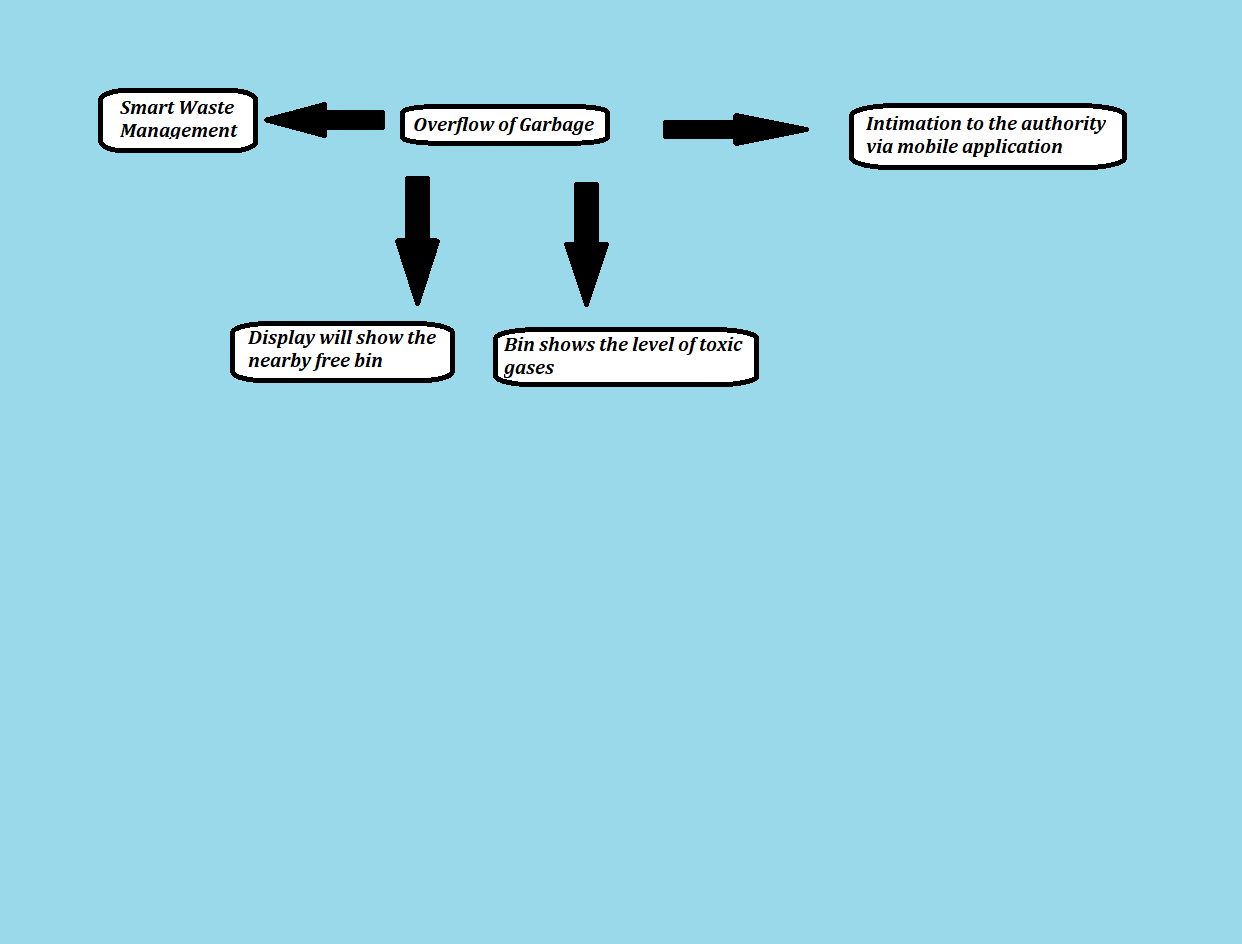 Smart Waste
Management
Overflow of Garbage
Intimation to the authority
via mobile application
Display will show the
nearby free bin
Bin shows the level of toxic
gases